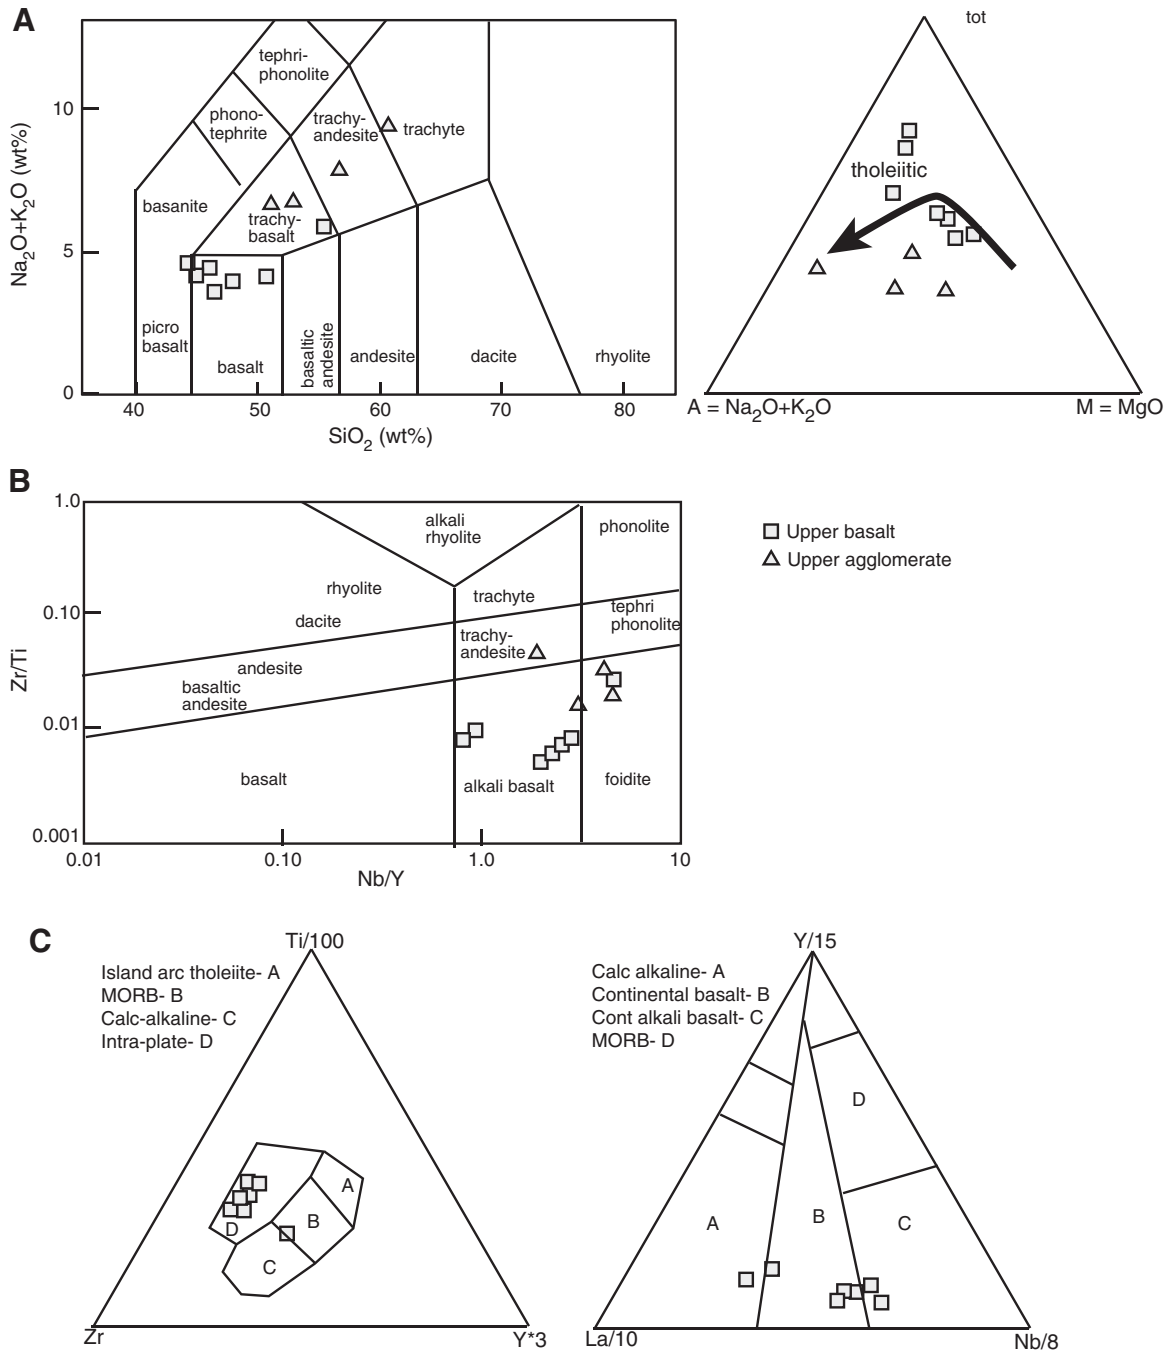 A
tot
tephri-
phonolite
10
phono-
tephrite
trachy-
andesite
trachyte
tholeiitic
Na2O+K2O (wt%)
basanite
trachy-
basalt
5
picro
basalt
basalt
basaltic
andesite
andesite
dacite
rhyolite
0
40
50
60
70
80
SiO2 (wt%)
A = Na2O+K2O
M = MgO
B
1.0
alkali
rhyolite
phonolite
Upper basalt
Upper agglomerate
rhyolite
trachyte
0.10
dacite
tephri
phonolite
trachy-
andesite
Zr/Ti
andesite
basaltic
andesite
0.01
basalt
alkali basalt
foidite
0.001
0.01
0.10
1.0
10
Nb/Y
C
Ti/100
Island arc tholeiite- A
MORB- B
Calc-alkaline- C
Intra-plate- D
A
B
D
C
Zr
Y*3
Y/15
Calc alkaline- A
Continental basalt- B
Cont alkali basalt- C
MORB- D
D
A
B
C
La/10
Nb/8